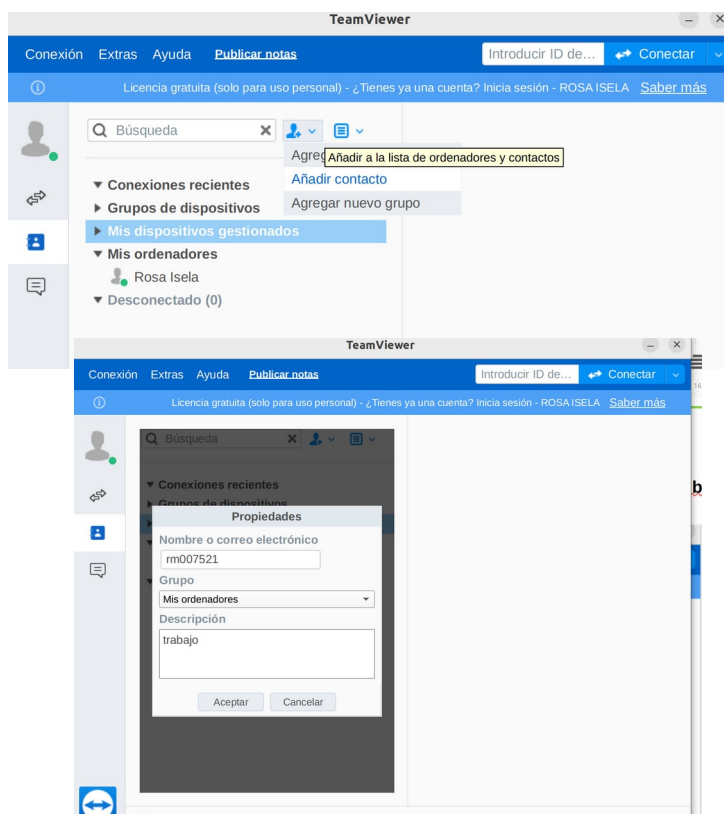 TeamViewer
Conexión Extras Ayuda Publicar notas Introducir ID de... Conectar
Licencia gratuita (solo para uso personal) - ¿Tienes ya una cuenta? Inicia sesión - ROSA ISELA Saber más
Búsqueda
Agreg
Añadir a la lista de ordenadores y contactos
Añadir contacto
Agregar nuevo grupo
Conexiones recientes
Grupos de dispositivos
Mis dispositivos gestionados
Mis ordenadores
Rosa Isela
Desconectado (0)
TeamViewer
Conexión Extras Ayuda Publicar notas Introducir ID de... Conectar
Licencia gratuita (solo para uso personal) - ¿Tienes ya una cuenta? Inicia sesión - ROSA ISELA Saber más
Búsqueda
Conexiones recientes
Grupos de dispositivos
Propiedades
Nombre o correo electrónico
rm007521
Grupo
Mis ordenadores
Descripción
trabajo
Aceptar Cancelar
16
b